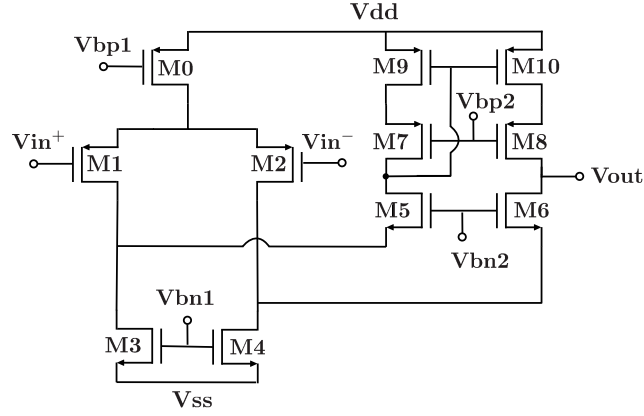 Vdd
Vbp1
M0
M9
M10
Vbp2
Vin⁺
M1
M2
Vin⁻
M7
M8
Vout
M5
M6
Vbn2
Vbn1
M3
M4
Vss